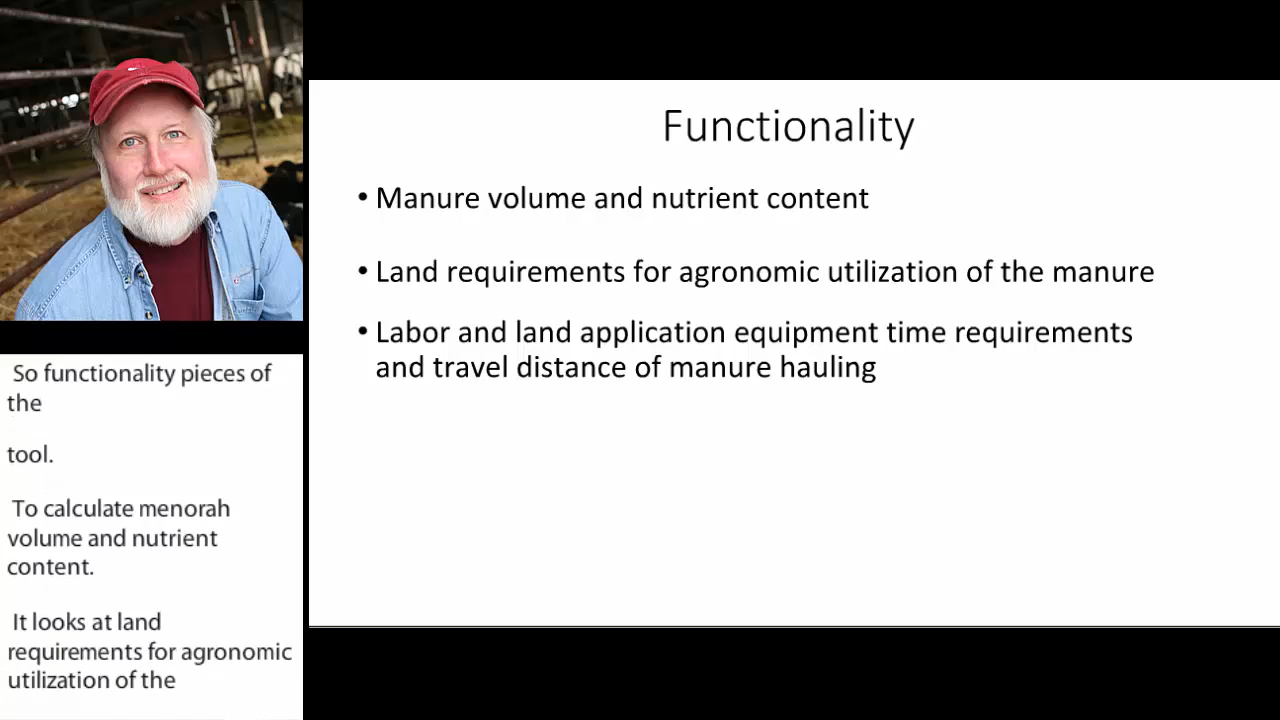 Functionality
• Manure volume and nutrient content
• Land requirements for agronomic utilization of the manure
• Labor and land application equipment time requirements
and travel distance of manure hauling
So functionality pieces of
the
tool.
To calculate menorah
volume and nutrient
content.
It looks at land
requirements for agronomic
utilization of the